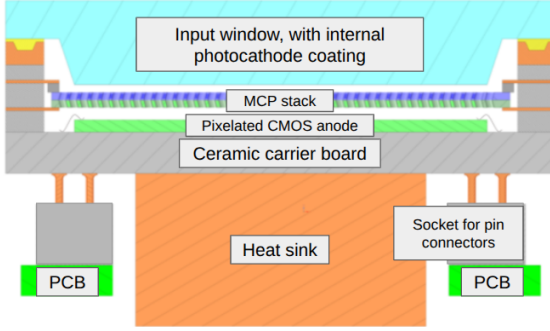 Input window, with internal
photocathode coating
MCP stack
Pixelated CMOS anode
Ceramic carrier board
Heat sink
Socket for pin
connectors
PCB
PCB